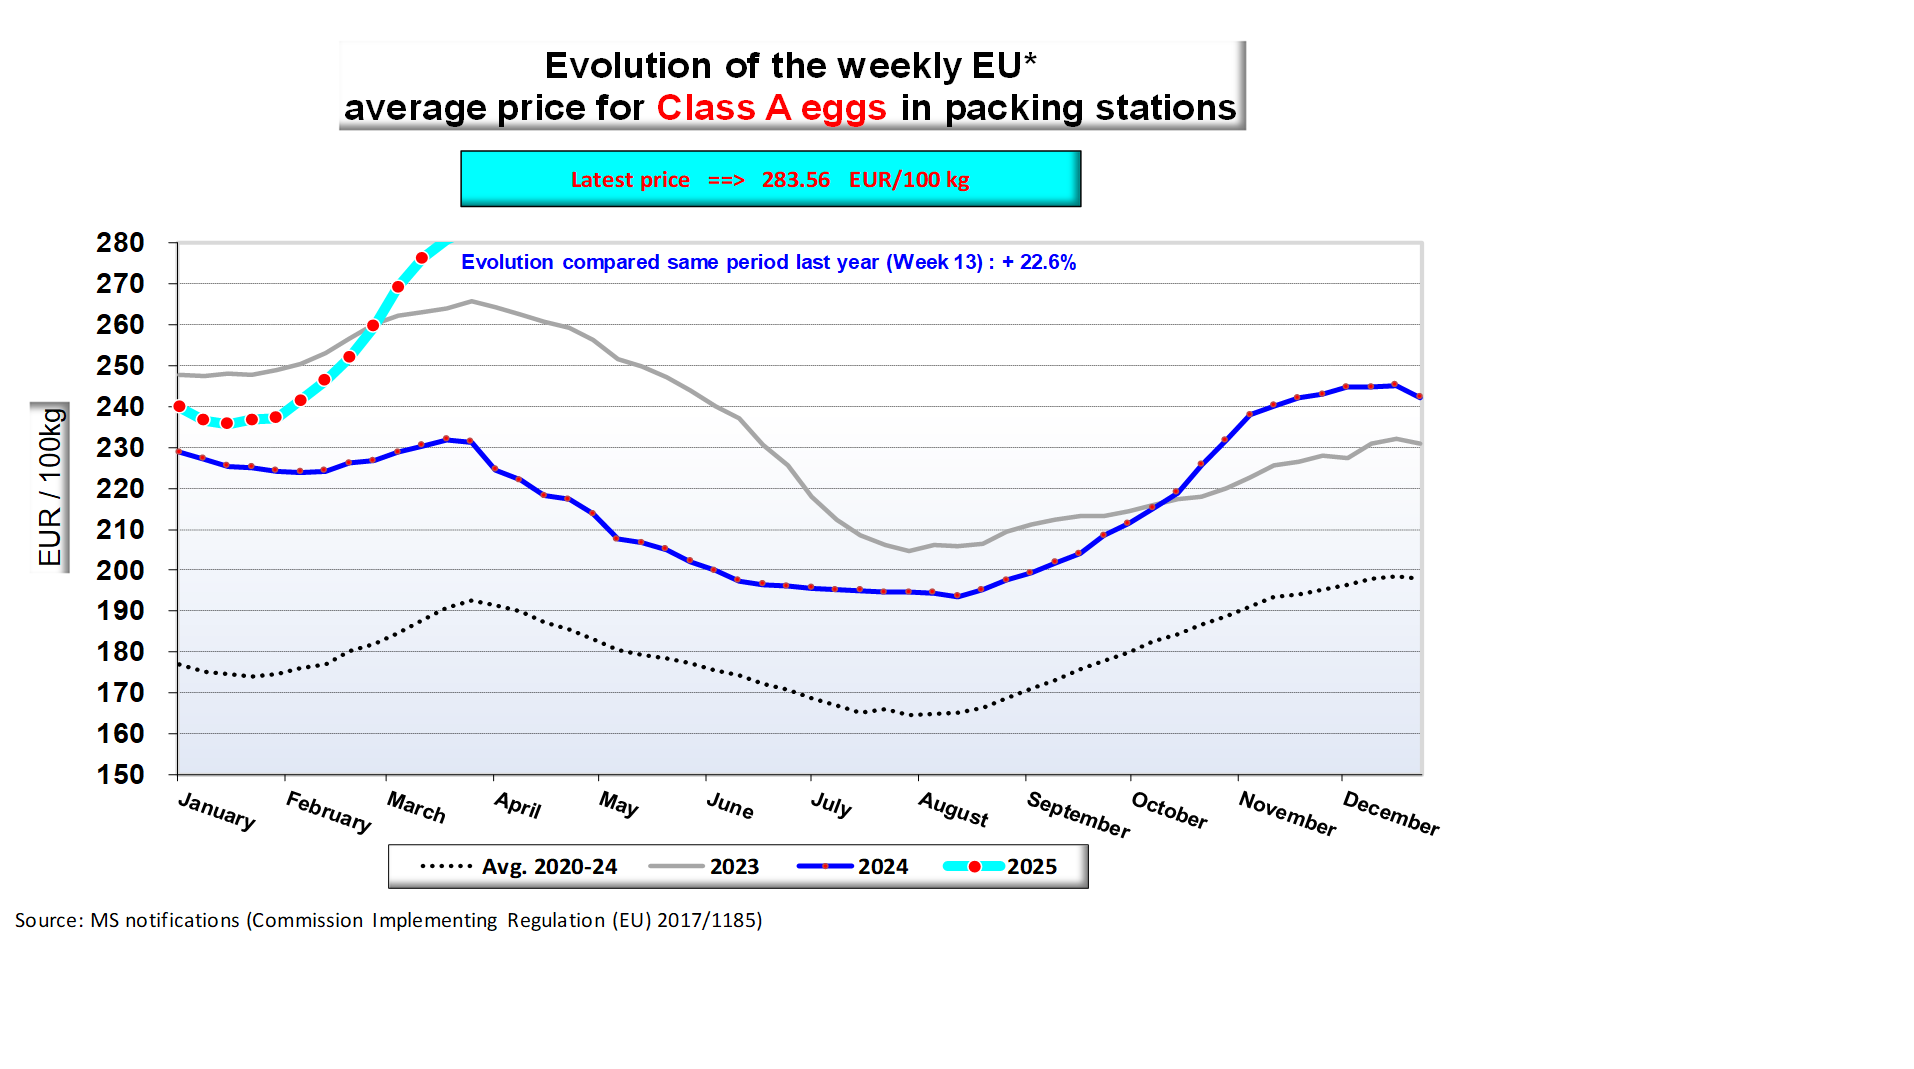 Evolution of the weekly EU*
average price for Class A eggs in packing stations
Latest price ==> 283.56 EUR/100 kg
Evolution compared same period last year (Week 13) : + 22.6%
EUR / 100kg
280
270
260
250
240
230
220
210
200
190
180
170
160
150
January February March April May June July August September October November December
Avg. 2020-24 2023 2024 2025
Source: MS notifications (Commission Implementing Regulation (EU) 2017/1185)